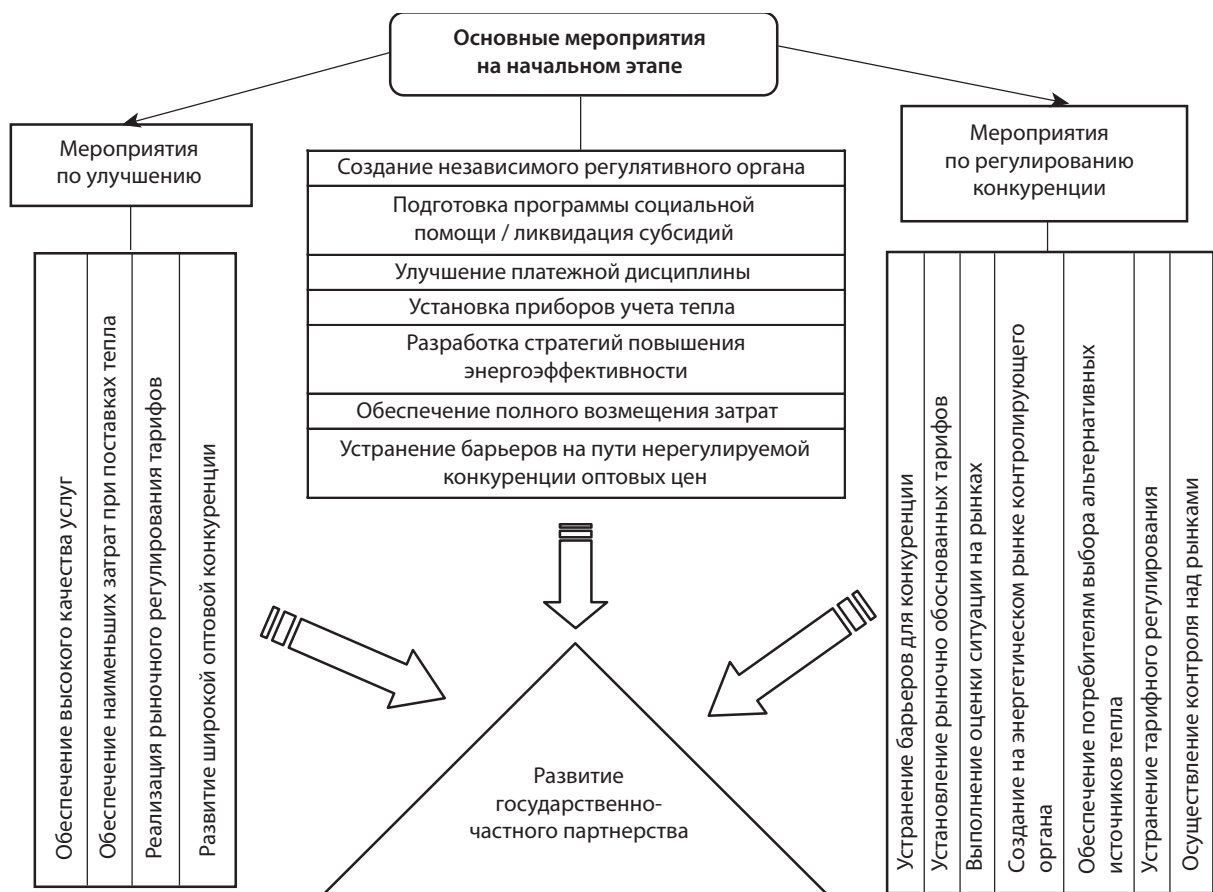 Основные мероприятия
на начальном этапе
Мероприятия
по улучшению
Мероприятия
по регулированию
конкуренции
Создание независимого регулятивного органа
Подготовка программы социальной
помощи / ликвидация субсидий
Улучшение платежной дисциплины
Установка приборов учета тепла
Разработка стратегий повышения
энергоэффективности
Обеспечение полного возмещения затрат
Устранение барьеров на пути нерегулируемой
конкуренции оптовых цен
Обеспечение высокого качества услуг
Обеспечение наименьших затрат при поставках тепла
Реализация рыночного регулирования тарифов
Развитие широкой оптовой конкуренции
Устранение барьеров для конкуренции
Установление рыночно обоснованных тарифов
Выполнение оценки ситуации на рынках
Создание на энергетическом рынке контролирующего
органа
Обеспечение потребителям выбора альтернативных
источников тепла
Устранение тарифного регулирования
Осуществление контроля над рынками
Развитие
государственно-
частного партнерства